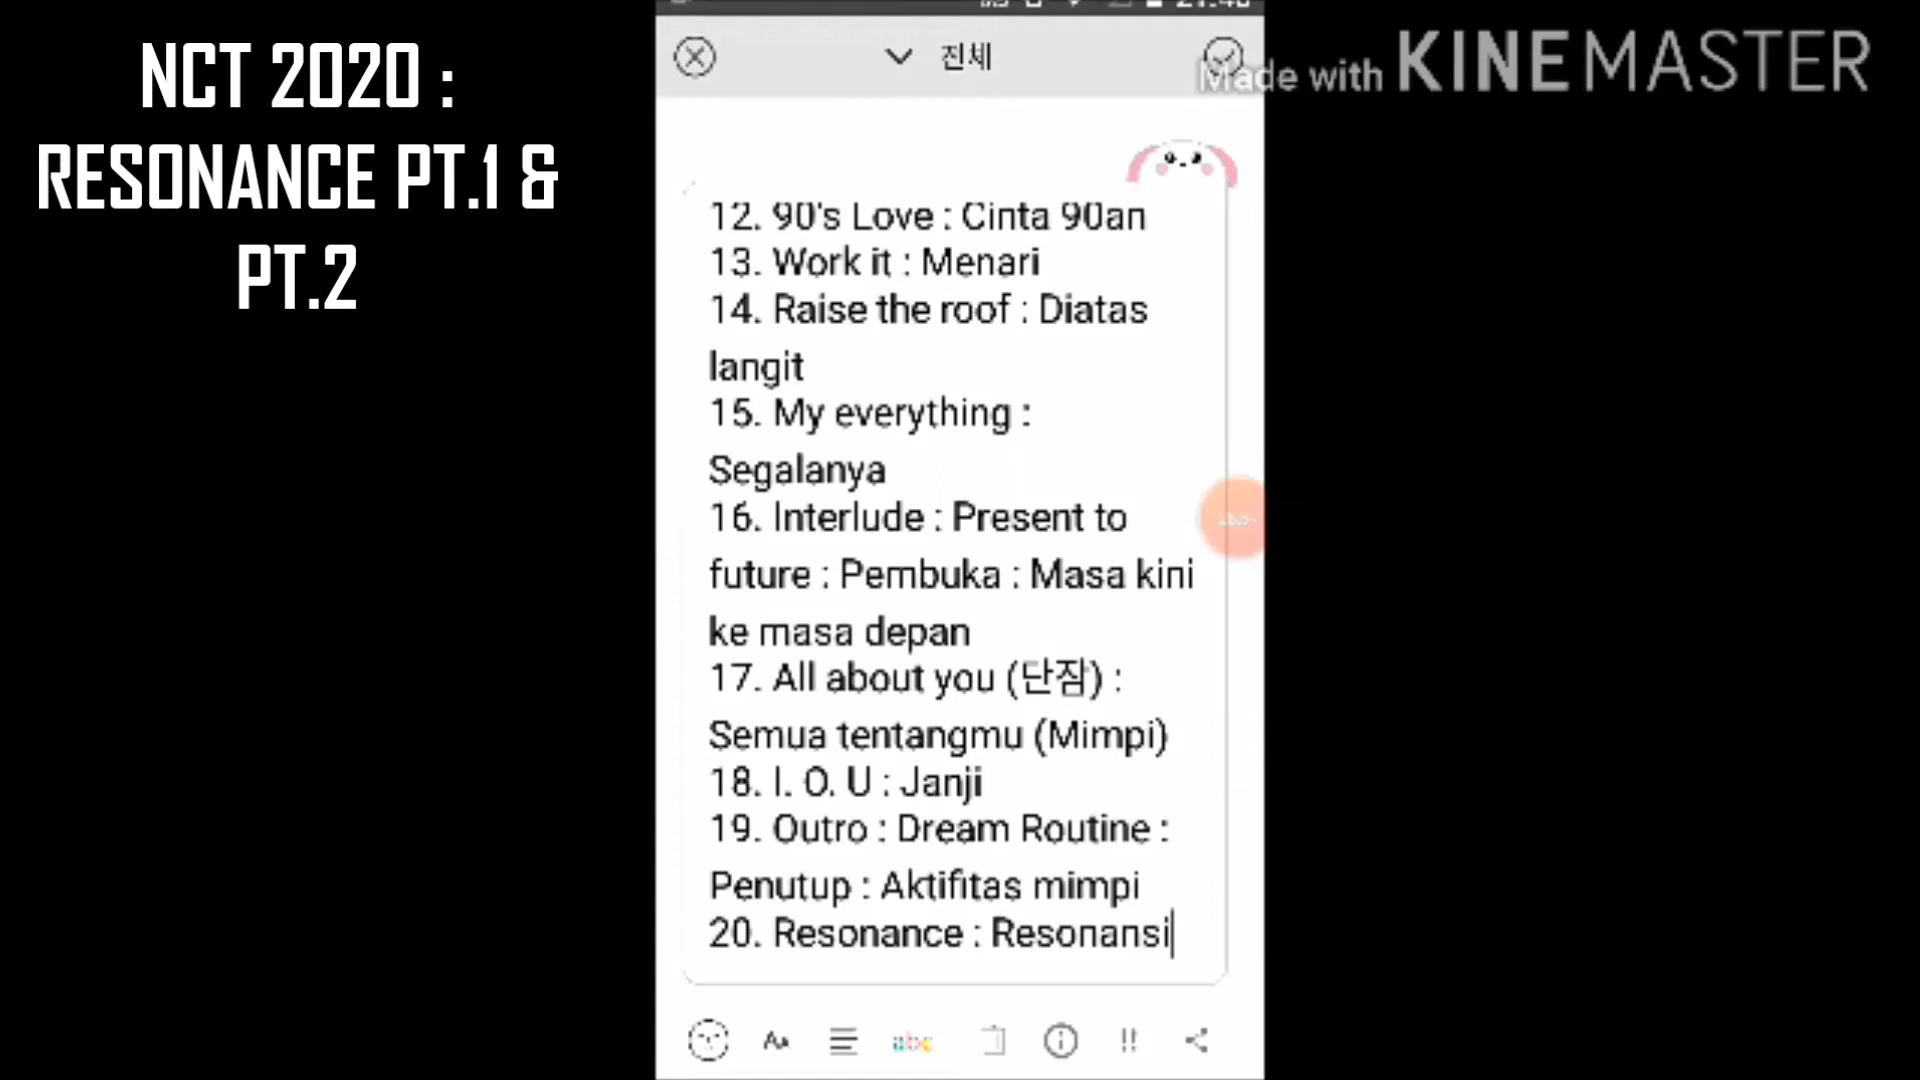 NCT 2020 :
RESONANCE PT.1 &
PT.2
전체
Made with KINEMASTER
12. 90's Love : Cinta 90an
13. Work it : Menari
14. Raise the roof : Diatas
langit
15. My everything :
Segalanya
16. Interlude : Present to
future : Pembuka : Masa kini
ke masa depan
17. All about you (단잠) :
Semua tentangmu (Mimpi)
18. I. O. U : Janji
19. Outro : Dream Routine :
Penutup : Aktifitas mimpi
20. Resonance : Resonansi
abc